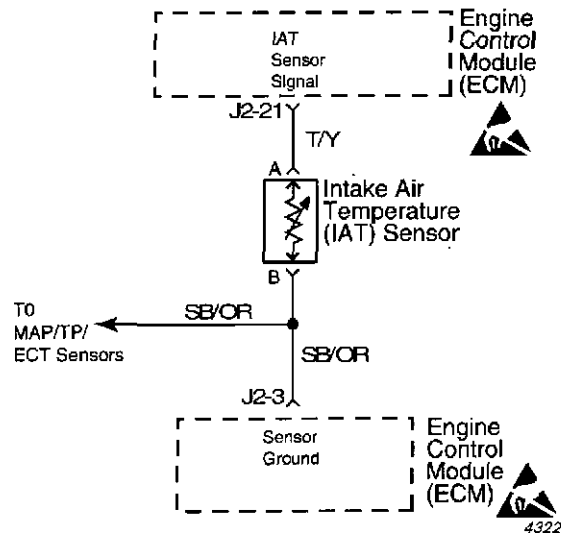 IAT
Sensor
Signal
Engine
Control
Module
(ECM)
J2-21
T/Y
A
Intake Air
Temperature
(IAT) Sensor
B
T0
MAP/TP/
ECT Sensors
SB/OR
SB/OR
J2-3
Sensor
Ground
Engine
Control
Module
(ECM)
4322